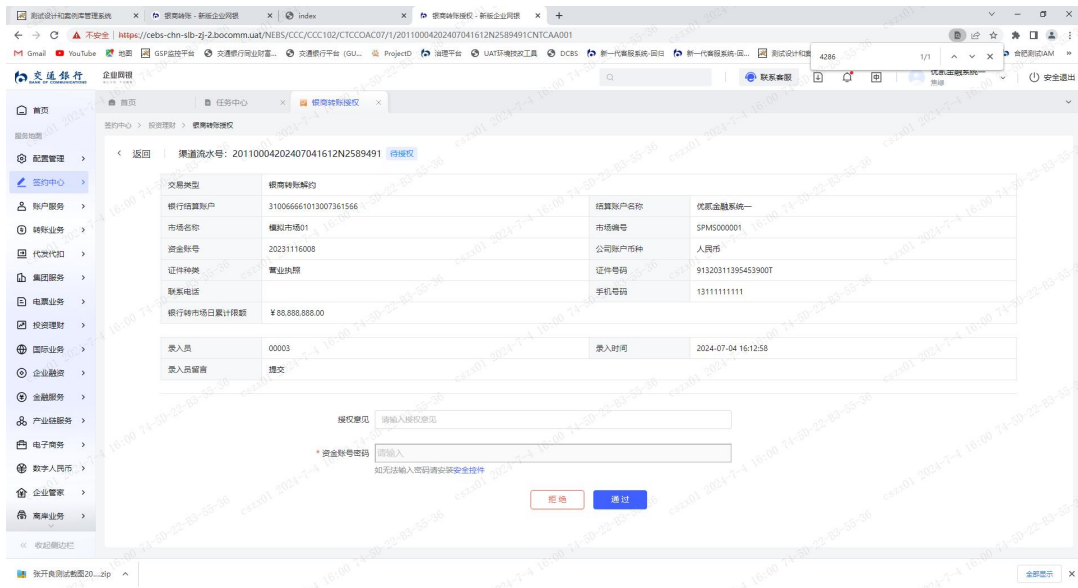 测试设计和案例库管理系统 × 银商转账 - 新版企业网银 × index × 银商转账授权 - 新版企业网银 × +
不安全 | https://cebs-chn-slb-zj-2.bocomm.uat/NEBS/CCC/CCC102/CTCCOAC07/1/20110004202407041612N2589491CNTCAA001
Gmail YouTube 地图 GSP监控平台 交通银行同业财富... 交通银行平台 (GU... ProjectD 治理平台 UAT环境技改工具 DCBS 新一代客服系统-回归 新一代客服系统-回... 测试设计和案 合肥测试IAM »
4286 1/1
交通银行 BANK OF COMMUNICATIONS 企业网银 联系客服 中 优贰金融系统一 安全退出
首页 首页 任务中心 × 银商转账授权 ×
服务地图 签约中心 > 投资理财 > 银商转账授权
配置管理
签约中心
账户服务
转账业务
代发代扣
集团服务
电票业务
投资理财
国际业务
企业融资
金融服务
产业链服务
电子商务
数字人民币
企业管家
离岸业务
收起侧边栏
返回 渠道流水号：20110004202407041612N2589491 待授权
交易类型 银商转账解约
银行结算账户 310066661013007361566 结算账户名称 优贰金融系统一
市场名称 模拟市场01 市场编号 SPMS000001
资金账号 20231116008 公司账户币种 人民币
证件种类 营业执照 证件号码 91320311395453900T
联系电话 手机号码 13111111111
银行转市场日累计限额 ¥88,888,888.00
录入员 00003 录入时间 2024-07-04 16:12:58
录入员留言 提交
授权意见 请输入授权意见
* 资金账号密码 请输入
如无法输入密码请安装安全控件
拒绝 通过
张开良测试截图20....zip 全部显示 ×